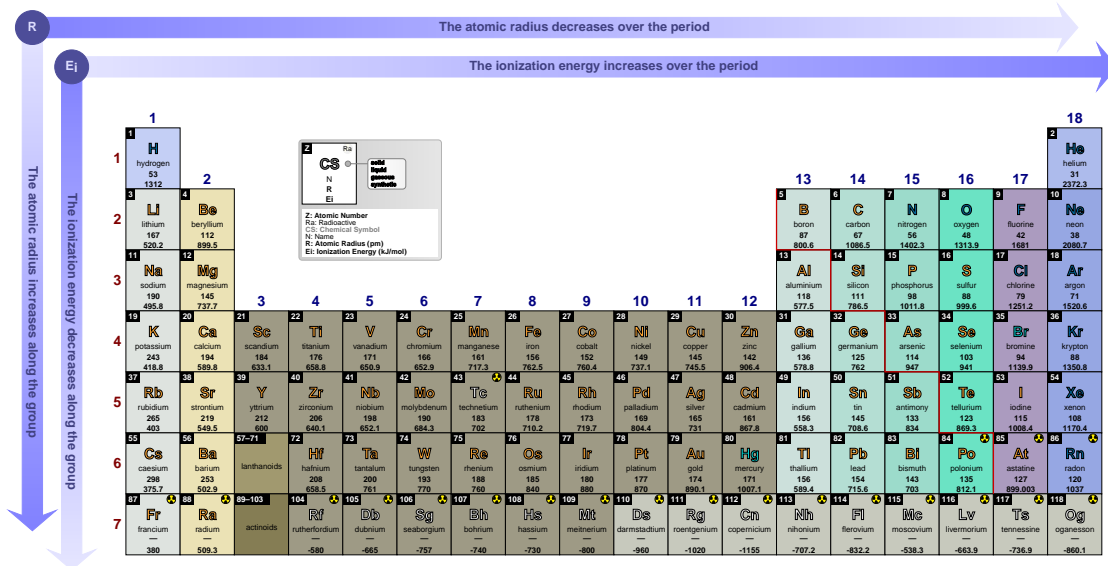 R
The atomic radius decreases over the period
Ei
The ionization energy increases over the period
The atomic radius increases along the group
The ionization energy decreases along the group
1 18
2 13 14 15 16 17
3 4 5 6 7 8 9 10 11 12
Z Ra
CS
N
R
Ei
solid
liquid
gaseous
synthetic
Z: Atomic Number
Ra: Radioactive
CS: Chemical Symbol
N: Name
R: Atomic Radius (pm)
Ei: Ionization Energy (kJ/mol)
1
1 2
H He
hydrogen helium
53 31
1312 2372.3
2
3 4 5 6 7 8 9 10
Li Be B C N O F Ne
lithium beryllium boron carbon nitrogen oxygen fluorine neon
167 112 87 67 56 48 42 38
520.2 899.5 800.6 1086.5 1402.3 1313.9 1681 2080.7
3
11 12 13 14 15 16 17 18
Na Mg Al Si P S Cl Ar
sodium magnesium aluminium silicon phosphorus sulfur chlorine argon
190 145 118 111 98 88 79 71
495.8 737.7 577.5 786.5 1011.8 999.6 1251.2 1520.6
4
19 20 21 22 23 24 25 26 27 28 29 30 31 32 33 34 35 36
K Ca Sc Ti V Cr Mn Fe Co Ni Cu Zn Ga Ge As Se Br Kr
potassium calcium scandium titanium vanadium chromium manganese iron cobalt nickel copper zinc gallium germanium arsenic selenium bromine krypton
243 194 184 176 171 166 161 156 152 149 145 142 136 125 114 103 94 88
418.8 589.8 633.1 658.8 650.9 652.9 717.3 762.5 760.4 737.1 745.5 906.4 578.8 762 947 941 1139.9 1350.8
5
37 38 39 40 41 42 43 44 45 46 47 48 49 50 51 52 53 54
Rb Sr Y Zr Nb Mo Tc Ru Rh Pd Ag Cd In Sn Sb Te I Xe
rubidium strontium yttrium zirconium niobium molybdenum technetium ruthenium rhodium palladium silver cadmium indium tin antimony tellurium iodine xenon
265 219 212 206 198 190 183 178 173 169 165 161 156 145 133 123 115 108
403 549.5 600 640.1 652.1 684.3 702 710.2 719.7 804.4 731 867.8 558.3 708.6 834 869.3 1008.4 1170.4
6
55 56 57–71 72 73 74 75 76 77 78 79 80 81 82 83 84 85 86
Cs Ba Hf Ta W Re Os Ir Pt Au Hg Tl Pb Bi Po At Rn
caesium barium lanthanoids hafnium tantalum tungsten rhenium osmium iridium platinum gold mercury thallium lead bismuth polonium astatine radon
298 253 208 200 193 188 185 180 177 174 171 156 154 143 135 127 120
375.7 502.9 658.5 761 770 760 840 880 870 890.1 1007.1 589.4 715.6 703 812.1 899.003 1037
7
87 88 89–103 104 105 106 107 108 109 110 111 112 113 114 115 116 117 118
Fr Ra Rf Db Sg Bh Hs Mt Ds Rg Cn Nh Fl Mc Lv Ts Og
francium radium actinoids rutherfordium dubnium seaborgium bohrium hassium meitnerium darmstadtium roentgenium copernicium nihonium flerovium moscovium livermorium tennessine oganesson
— — — — — — — — — — — — — — — — —
380 509.3 -580 -665 -757 -740 -730 -800 -960 -1020 -1155 -707.2 -832.2 -538.3 -663.9 -736.9 -860.1